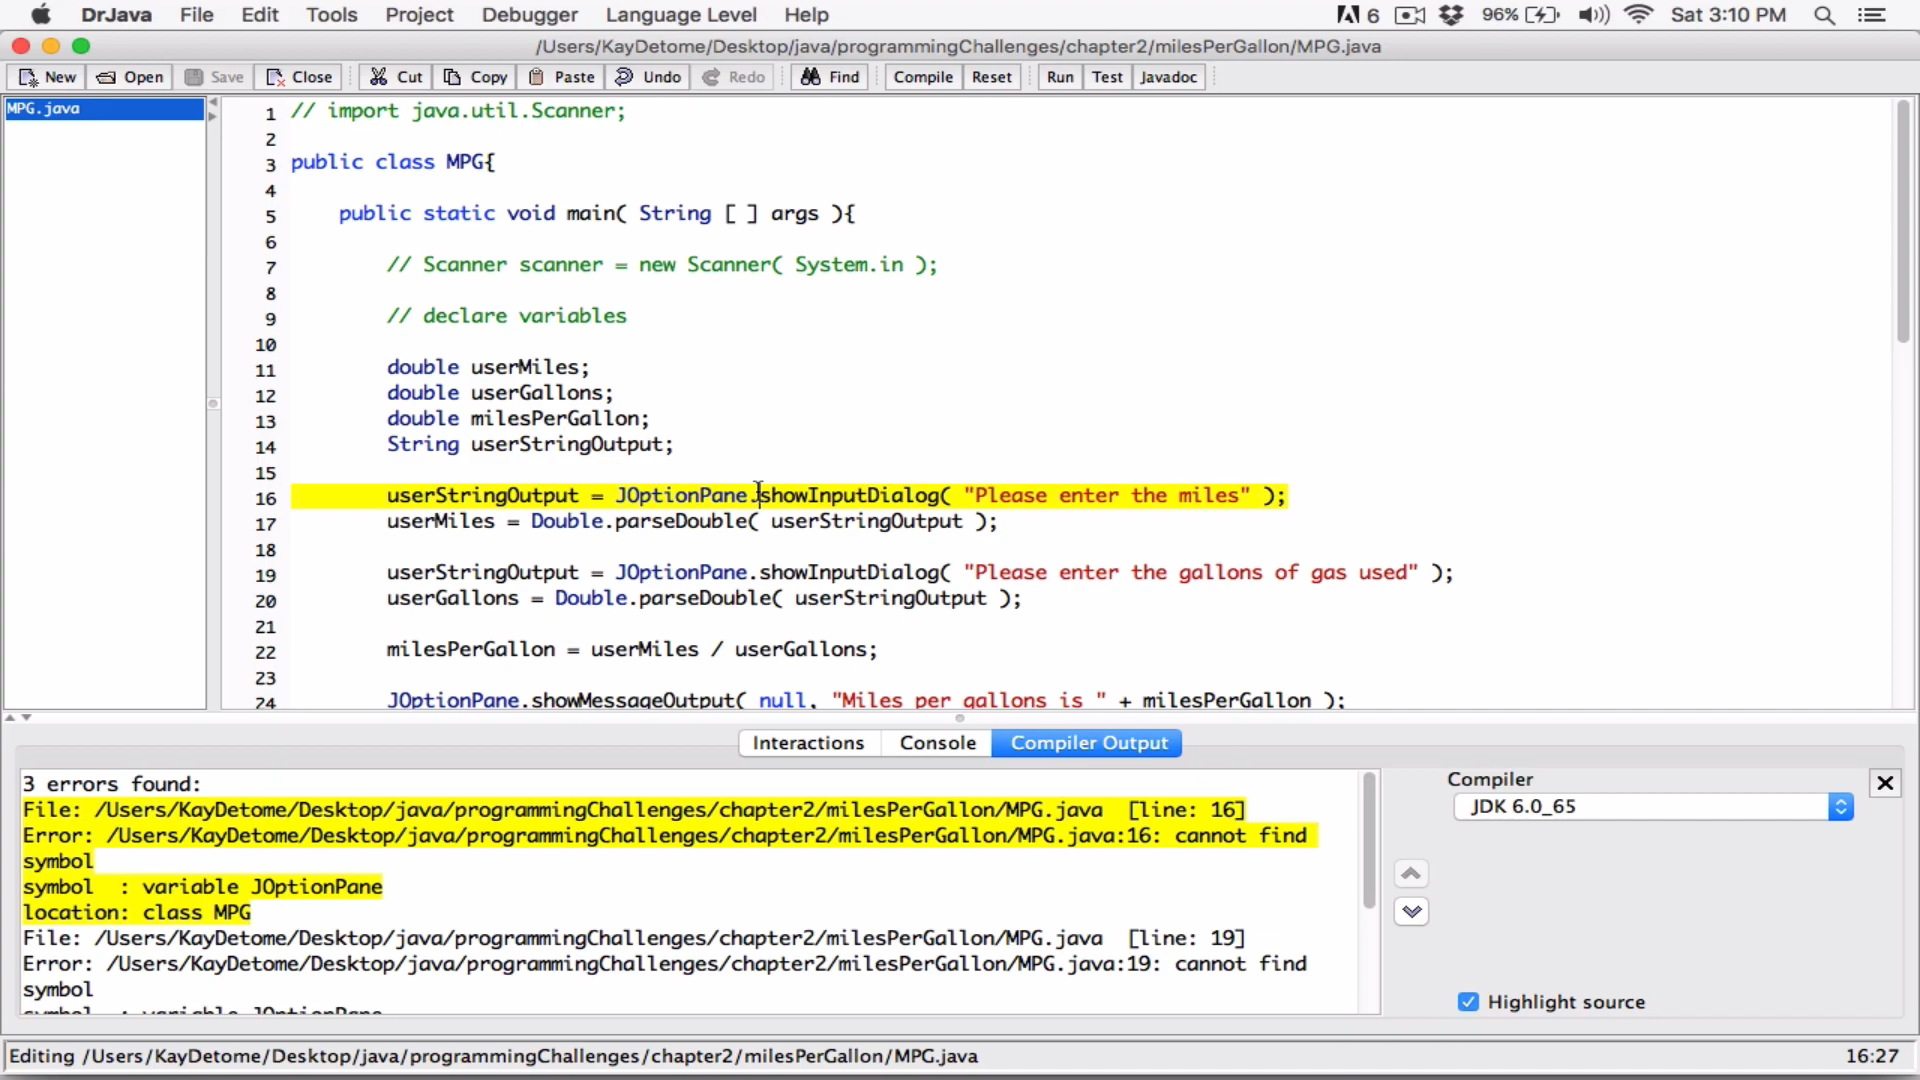 DrJava File Edit Tools Project Debugger Language Level Help 6 96% Sat 3:10 PM
/Users/KayDetome/Desktop/java/programmingChallenges/chapter2/milesPerGallon/MPG.java
New Open Save Close Cut Copy Paste Undo Redo Find Compile Reset Run Test Javadoc
MPG.java
1 // import java.util.Scanner;
2
3 public class MPG{
4
5 public static void main( String [ ] args ){
6
7 // Scanner scanner = new Scanner( System.in );
8
9 // declare variables
10
11 double userMiles;
12 double userGallons;
13 double milesPerGallon;
14 String userStringOutput;
15
16 userStringOutput = JOptionPane.showInputDialog( "Please enter the miles" );
17 userMiles = Double.parseDouble( userStringOutput );
18
19 userStringOutput = JOptionPane.showInputDialog( "Please enter the gallons of gas used" );
20 userGallons = Double.parseDouble( userStringOutput );
21
22 milesPerGallon = userMiles / userGallons;
23
24 JOptionPane.showMessageOutput( null, "Miles per gallons is " + milesPerGallon );
Interactions Console Compiler Output
3 errors found:
File: /Users/KayDetome/Desktop/java/programmingChallenges/chapter2/milesPerGallon/MPG.java [line: 16]
Error: /Users/KayDetome/Desktop/java/programmingChallenges/chapter2/milesPerGallon/MPG.java:16: cannot find
symbol
symbol : variable JOptionPane
location: class MPG
File: /Users/KayDetome/Desktop/java/programmingChallenges/chapter2/milesPerGallon/MPG.java [line: 19]
Error: /Users/KayDetome/Desktop/java/programmingChallenges/chapter2/milesPerGallon/MPG.java:19: cannot find
symbol
symbol : variable JOptionPane
Compiler
JDK 6.0_65
Highlight source
Editing /Users/KayDetome/Desktop/java/programmingChallenges/chapter2/milesPerGallon/MPG.java 16:27